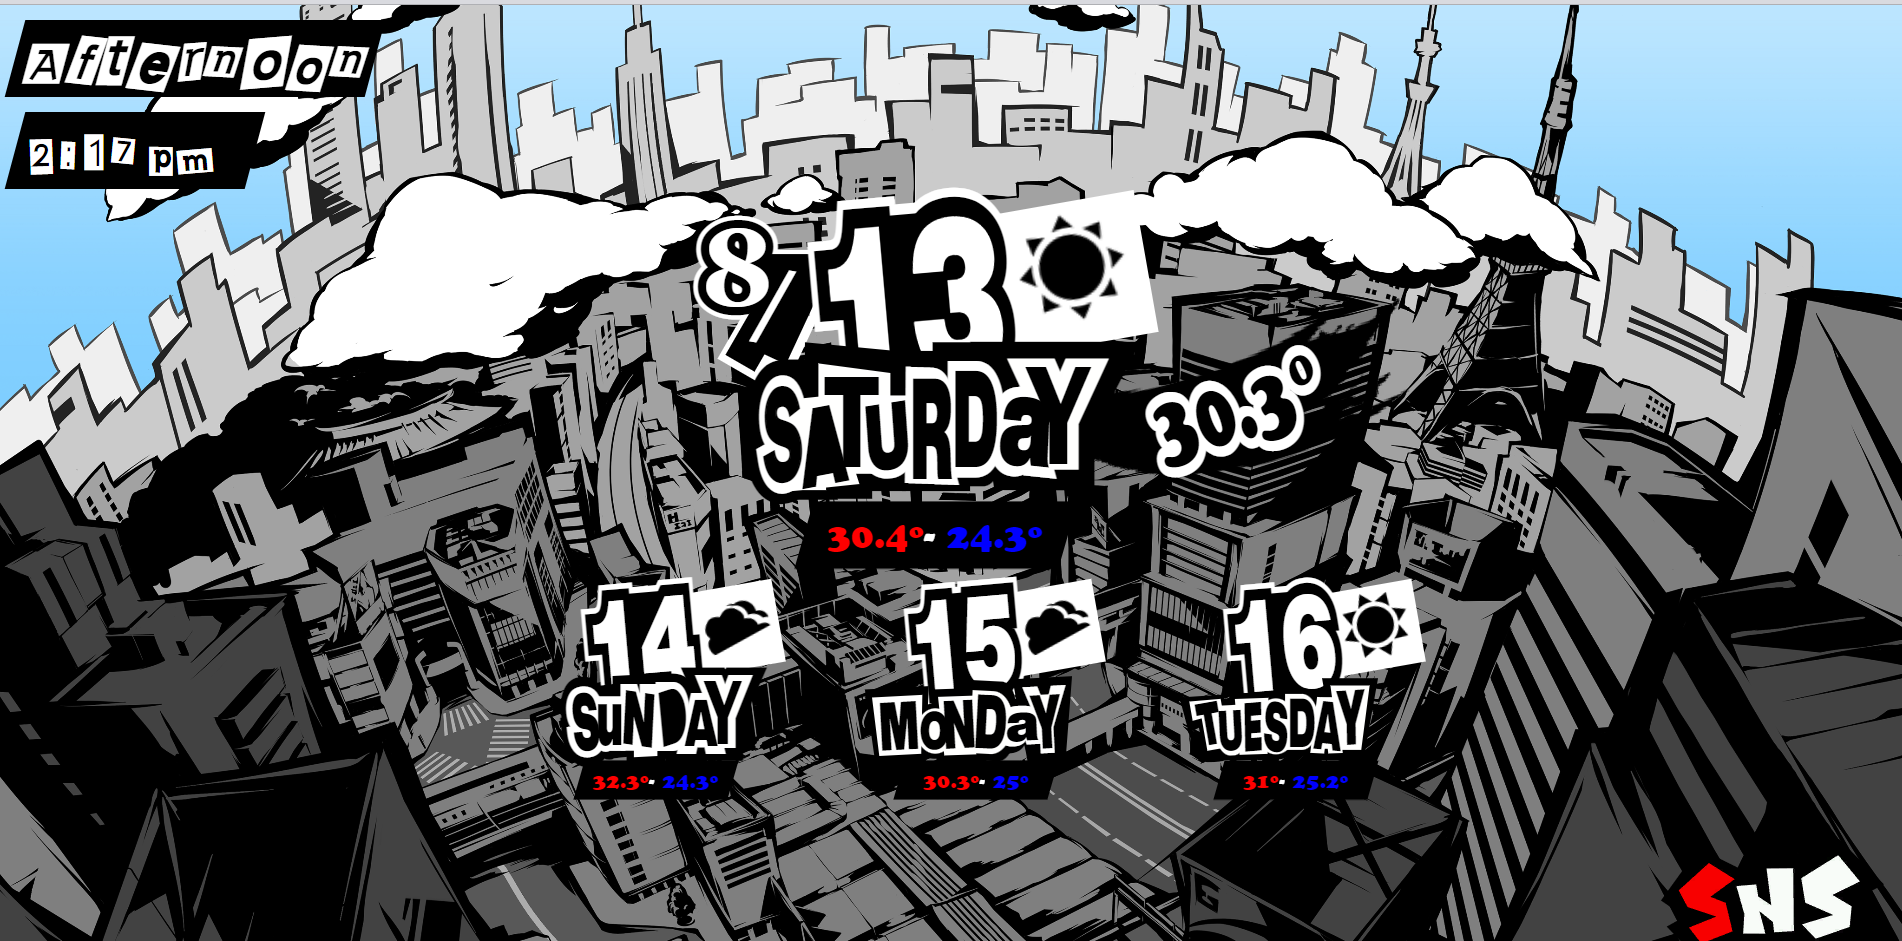 Afternoon
2:17 pm
8/13
SATURDaY
30.3°
30.4°- 24.3°
14
SuNDAY
32.3°- 24.3°
15
MoNDaY
30.3°- 25°
16
TUESDAY
31°- 25.2°
SNS